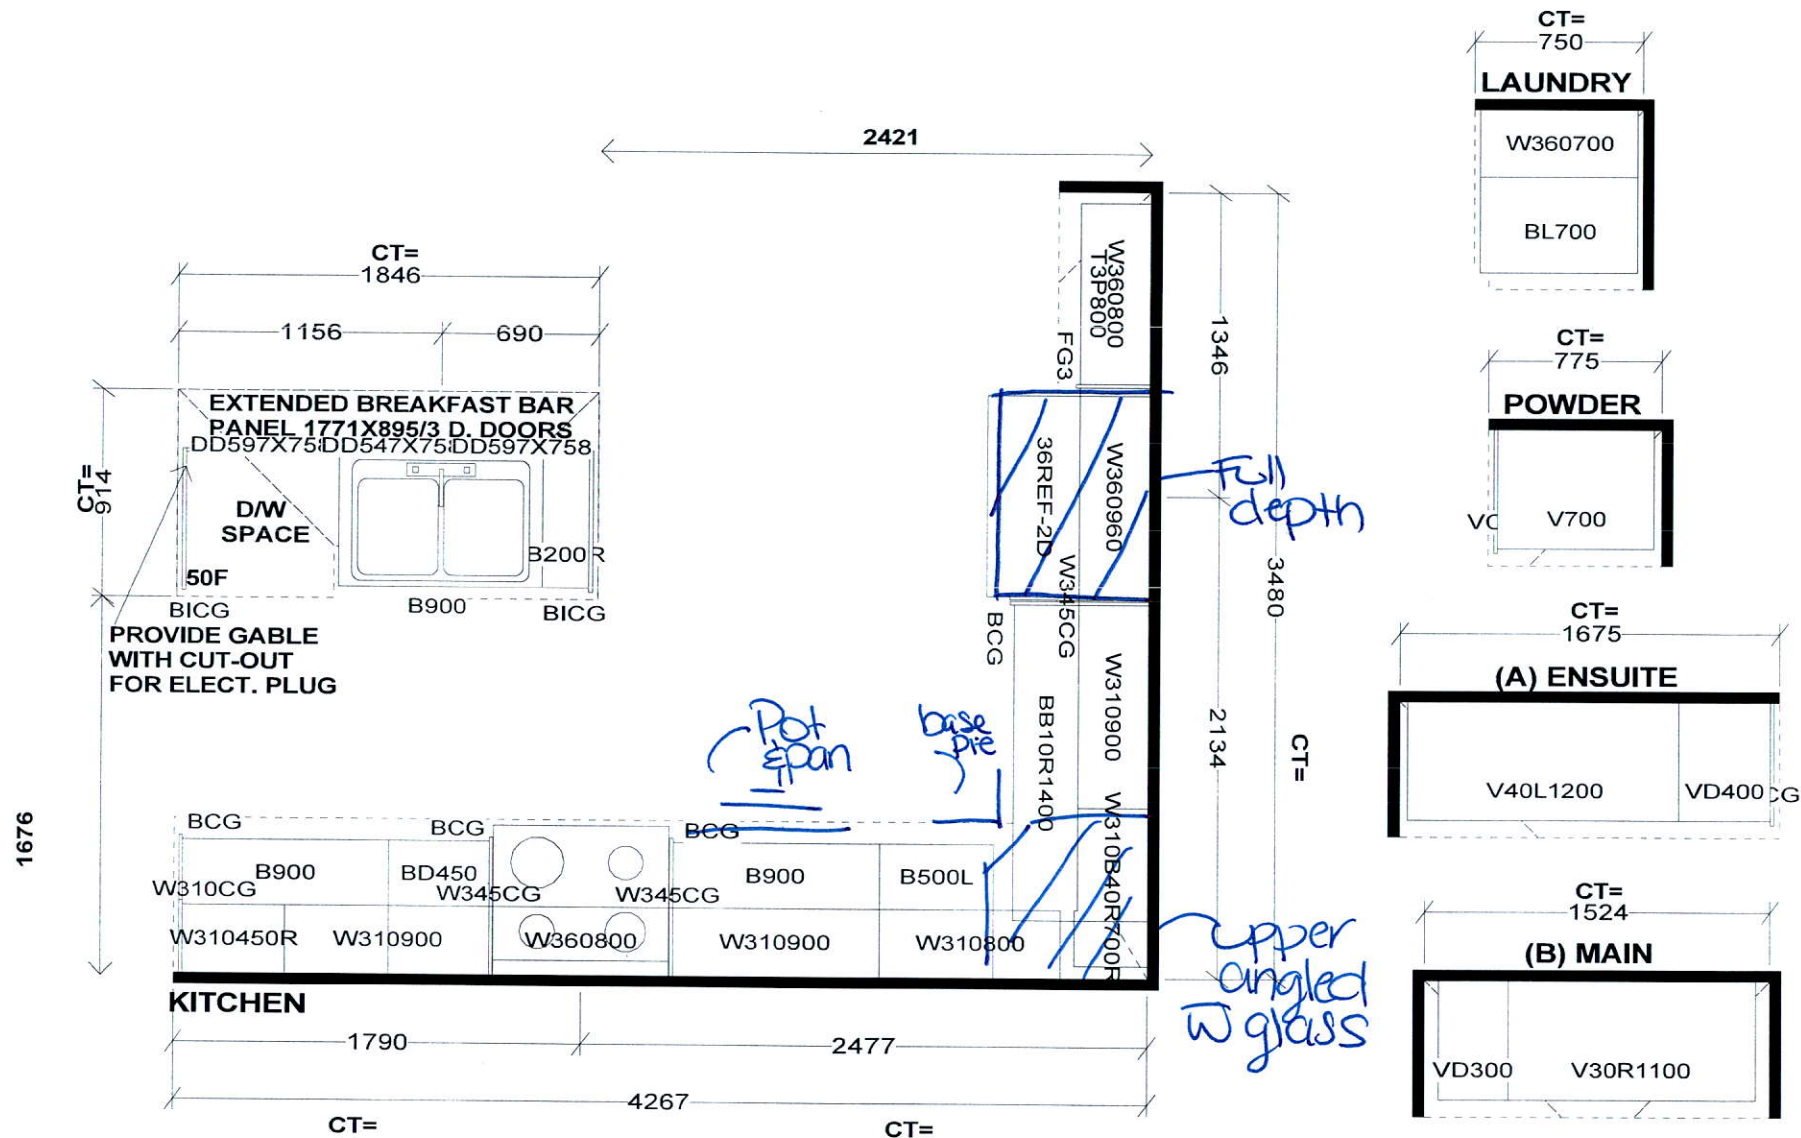 CT=
750
LAUNDRY
W360700
BL700
2421
CT=
1846
1156
690
CT=
914
EXTENDED BREAKFAST BAR
PANEL 1771X895/3 D. DOORS
DD597X758
DD547X758
DD597X758
D/W
SPACE
50F
B200R
BICG
B900
BICG
PROVIDE GABLE
WITH CUT-OUT
FOR ELECT. PLUG
W360800
T3P800
FG3
1346
36REF-2D
W360960
Full
depth
3480
W345CG
BCG
BB10R1400
W310900
2134
CT=
W310B40R700R
CT=
775
POWDER
V700
CT=
1675
(A) ENSUITE
V40L1200
VD400
CG
CT=
1524
(B) MAIN
VD300
V30R1100
Pot
& pan
base
pie
1676
BCG
BCG
BCG
B900
BD450
B900
B500L
W310CG
W345CG
W345CG
W310450R
W310900
W360800
W310900
W310800
upper
angled
w glass
KITCHEN
1790
2477
4267
CT=
CT=